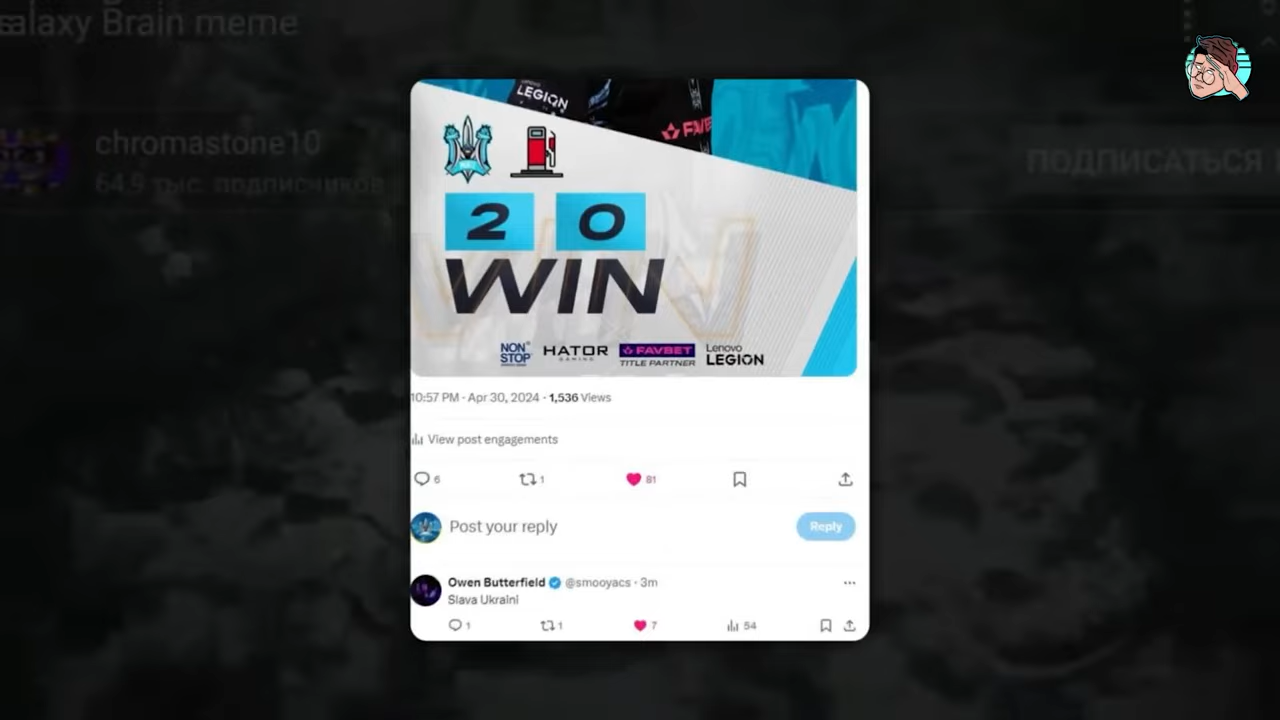 alaxy Brain meme
chromastone10
64.9 тыс. подписчиков
ПОДПИСАТЬСЯ
LEGION
FAVB
2 0
WIN
NON STOP
HATOR GAMING
FAVBET TITLE PARTNER
Lenovo LEGION
10:57 PM · Apr 30, 2024 · 1,536 Views
View post engagements
6 1 81
Post your reply
Reply
Owen Butterfield @smooyacs · 3m
Slava Ukraini
1 1 7 54